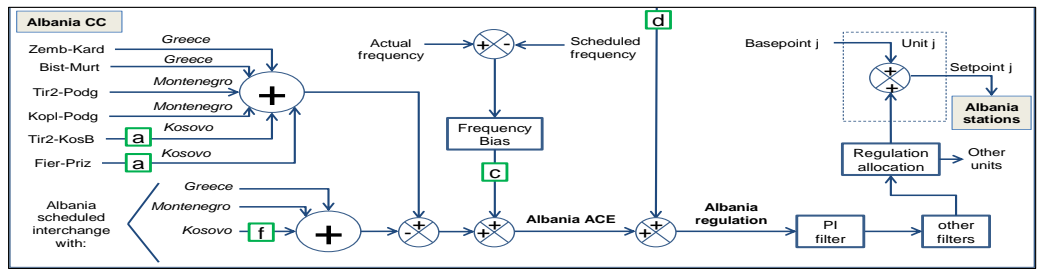 Albania CC
d
Zemb-Kard
Greece
Bist-Murt
Greece
Tir2-Podg
Montenegro
Kopl-Podg
Montenegro
Tir2-KosB
a
Kosovo
Fier-Priz
a
Kosovo
+
Actual
frequency
+ -
Scheduled
frequency
Frequency
Bias
c
Basepoint j
Unit j
+
+
Setpoint j
Albania
stations
Regulation
allocation
Other
units
Albania
scheduled
interchange
with:
Greece
Montenegro
Kosovo
f
+
- +
+ +
Albania ACE
+ +
Albania
regulation
PI
filter
other
filters